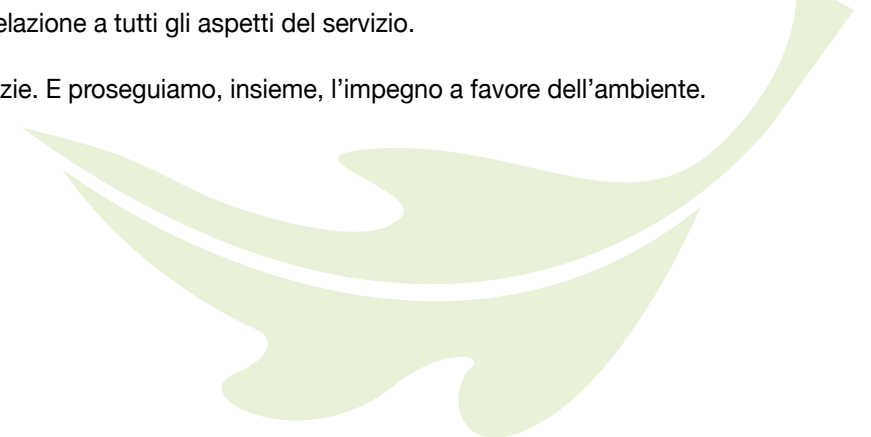 elazione a tutti gli aspetti del servizio.
zie. E proseguiamo, insieme, l’impegno a favore dell’ambiente.